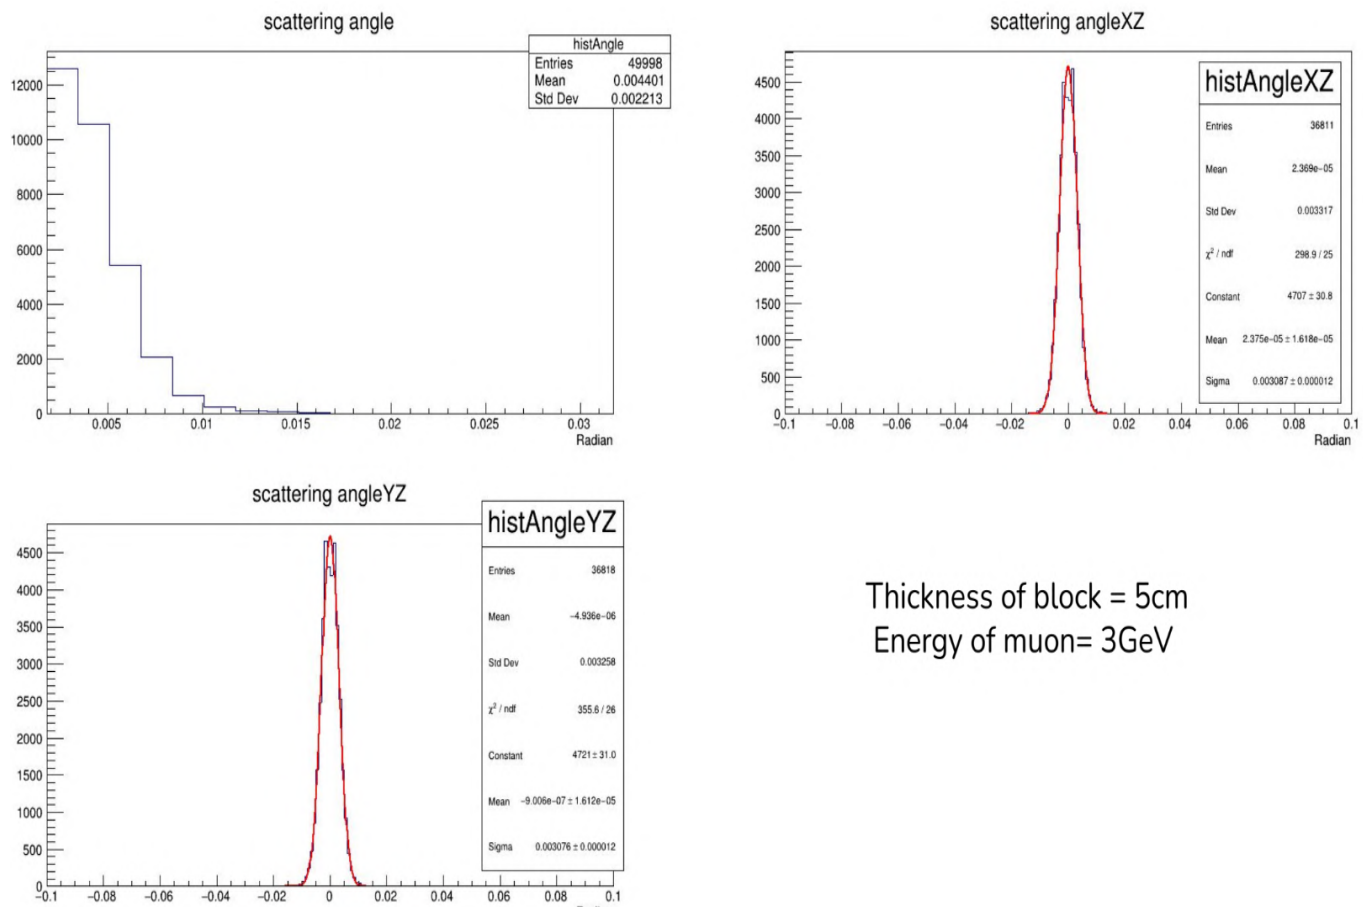 scattering angle
histAngle
Entries 49998
Mean 0.004401
Std Dev 0.002213
12000
10000
8000
6000
4000
2000
0
0.005 0.01 0.015 0.02 0.025 0.03
Radian
scattering angleXZ
histAngleXZ
Entries 36811
Mean 2.369e−05
Std Dev 0.003317
χ² / ndf 298.9 / 25
Constant 4707 ± 30.8
Mean 2.375e−05 ± 1.618e−05
Sigma 0.003087 ± 0.000012
4500
4000
3500
3000
2500
2000
1500
1000
500
0
−0.1 −0.08 −0.06 −0.04 −0.02 0 0.02 0.04 0.06 0.08 0.1
Radian
scattering angleYZ
histAngleYZ
Entries 36818
Mean −4.936e−06
Std Dev 0.003258
χ² / ndf 355.6 / 26
Constant 4721 ± 31.0
Mean −9.006e−07 ± 1.612e−05
Sigma 0.003076 ± 0.000012
4500
4000
3500
3000
2500
2000
1500
1000
500
0
−0.1 −0.08 −0.06 −0.04 −0.02 0 0.02 0.04 0.06 0.08 0.1
Thickness of block = 5cm
Energy of muon= 3GeV